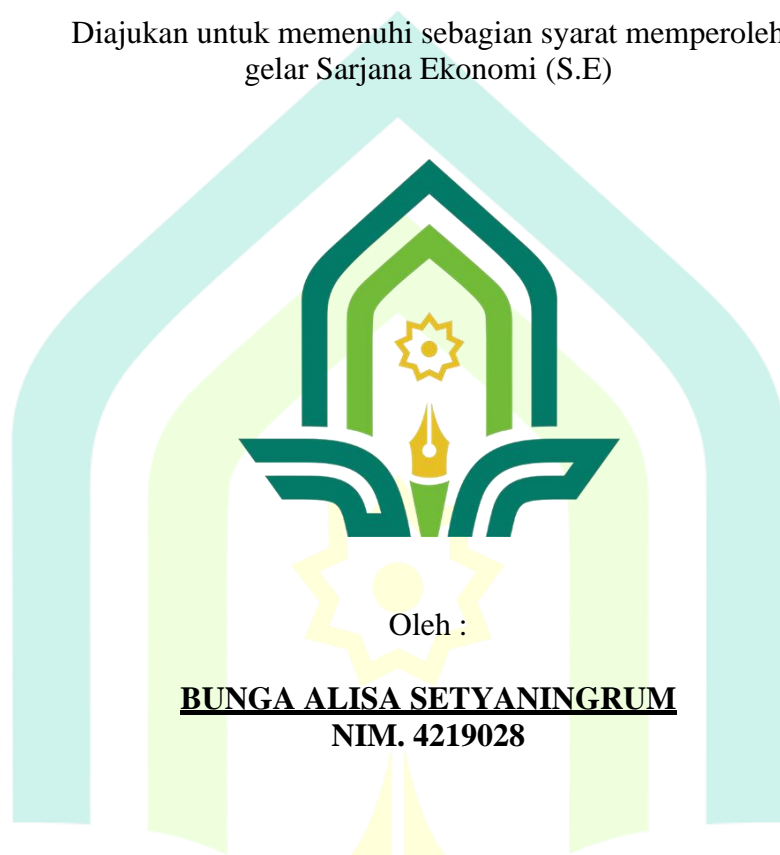 Diajukan untuk memenuhi sebagian syarat memperoleh
gelar Sarjana Ekonomi (S.E)
Oleh :
BUNGA ALISA SETYANINGRUM
NIM. 4219028